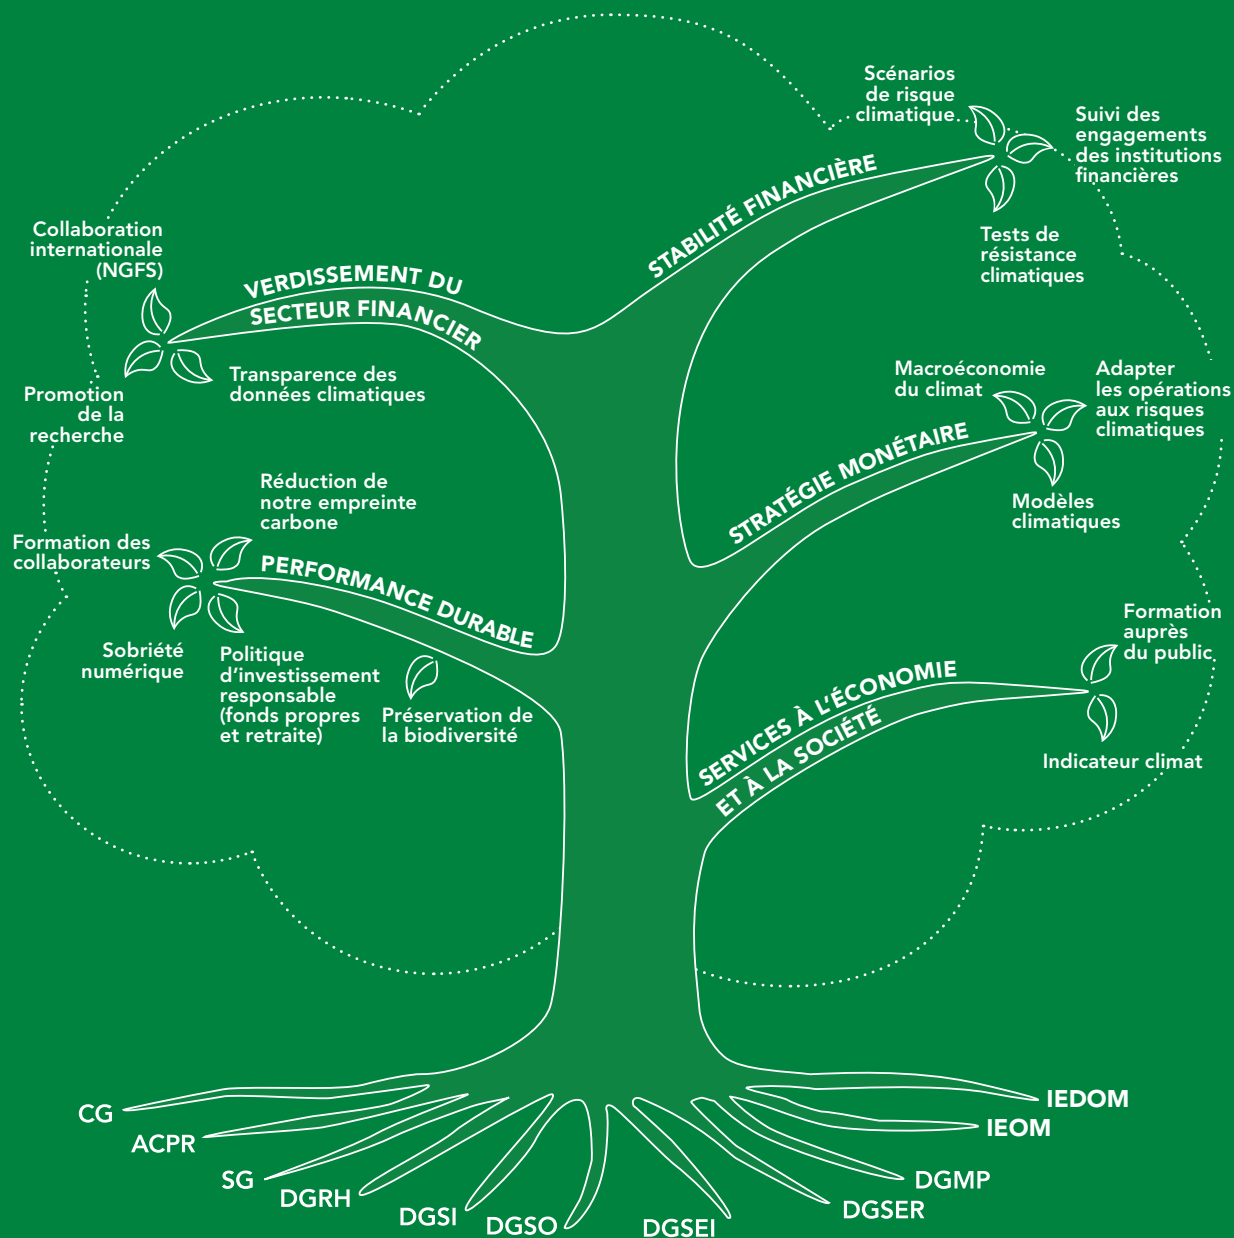 Scénarios
de risque
climatique
Suivi des
engagements
des institutions
financières
STABILITÉ FINANCIÈRE
Tests de
résistance
climatiques
Collaboration
internationale
(NGFS)
VERDISSEMENT DU
SECTEUR FINANCIER
Transparence des
données climatiques
Promotion
de la
recherche
Macroéconomie
du climat
Adapter
les opérations
aux risques
climatiques
STRATÉGIE MONÉTAIRE
Modèles
climatiques
Réduction de
notre empreinte
carbone
Formation des
collaborateurs
PERFORMANCE DURABLE
Sobriété
numérique
Politique
d'investissement
responsable
(fonds propres
et retraite)
Préservation de
la biodiversité
Formation
auprès
du public
SERVICES À L'ÉCONOMIE
ET À LA SOCIÉTÉ
Indicateur climat
CG
ACPR
SG
DGRH
DGSI
DGSO
DGSEI
DGSER
DGMP
IEOM
IEDOM